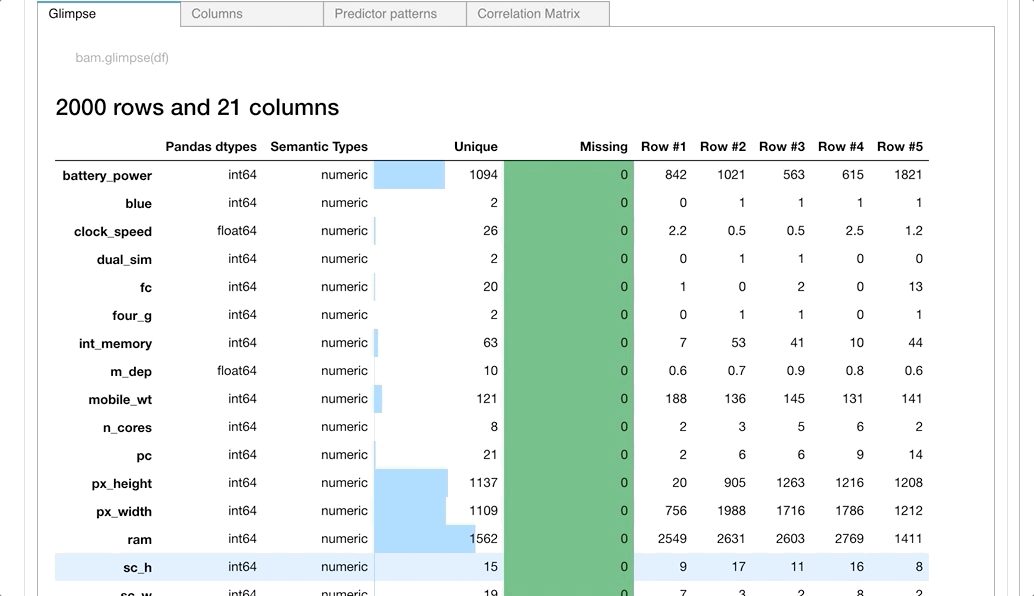 Glimpse Columns Predictor patterns Correlation Matrix
bam.glimpse(df)
2000 rows and 21 columns
Pandas dtypes Semantic Types Unique Missing Row #1 Row #2 Row #3 Row #4 Row #5
battery_power int64 numeric 1094 0 842 1021 563 615 1821
blue int64 numeric 2 0 0 1 1 1 1
clock_speed float64 numeric 26 0 2.2 0.5 0.5 2.5 1.2
dual_sim int64 numeric 2 0 0 1 1 0 0
fc int64 numeric 20 0 1 0 2 0 13
four_g int64 numeric 2 0 0 1 1 0 1
int_memory int64 numeric 63 0 7 53 41 10 44
m_dep float64 numeric 10 0 0.6 0.7 0.9 0.8 0.6
mobile_wt int64 numeric 121 0 188 136 145 131 141
n_cores int64 numeric 8 0 2 3 5 6 2
pc int64 numeric 21 0 2 6 6 9 14
px_height int64 numeric 1137 0 20 905 1263 1216 1208
px_width int64 numeric 1109 0 756 1988 1716 1786 1212
ram int64 numeric 1562 0 2549 2631 2603 2769 1411
sc_h int64 numeric 15 0 9 17 11 16 8
sc_w int64 numeric 19 0 7 3 2 8 2